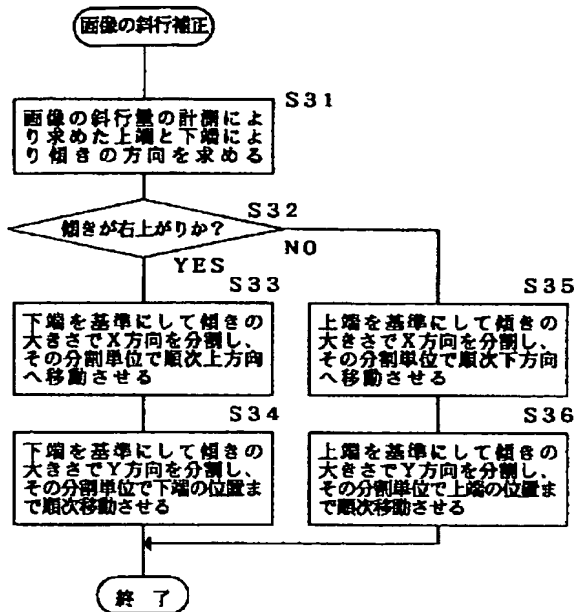 画像の斜行補正
S31
画像の斜行量の計測によ
り求めた上端と下端によ
り傾きの方向を求める
S32
傾きが右上がりか？
NO
YES
S33
下端を基準にして傾きの
大きさでX方向を分割し、
その分割単位で順次上方向
へ移動させる
S34
下端を基準にして傾きの
大きさでY方向を分割し、
その分割単位で下端の位置ま
で順次移動させる
S35
上端を基準にして傾きの
大きさでX方向を分割し、
その分割単位で順次下方向
へ移動させる
S36
上端を基準にして傾きの
大きさでY方向を分割し、
その分割単位で上端の位置ま
で順次移動させる
終了